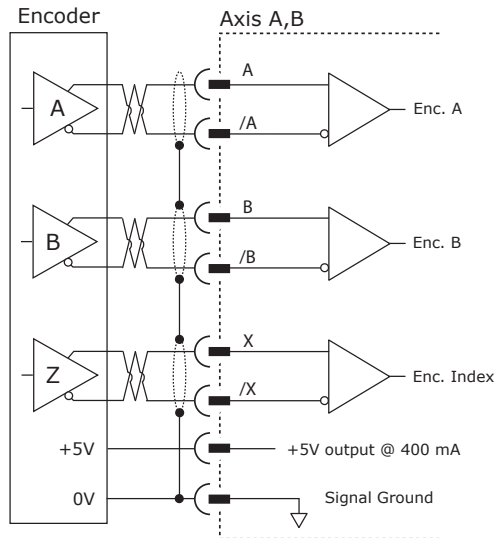 Encoder
Axis A,B
A
A
/A
Enc. A
B
B
/B
Enc. B
Z
X
/X
Enc. Index
+5V
+5V output @ 400 mA
0V
Signal Ground